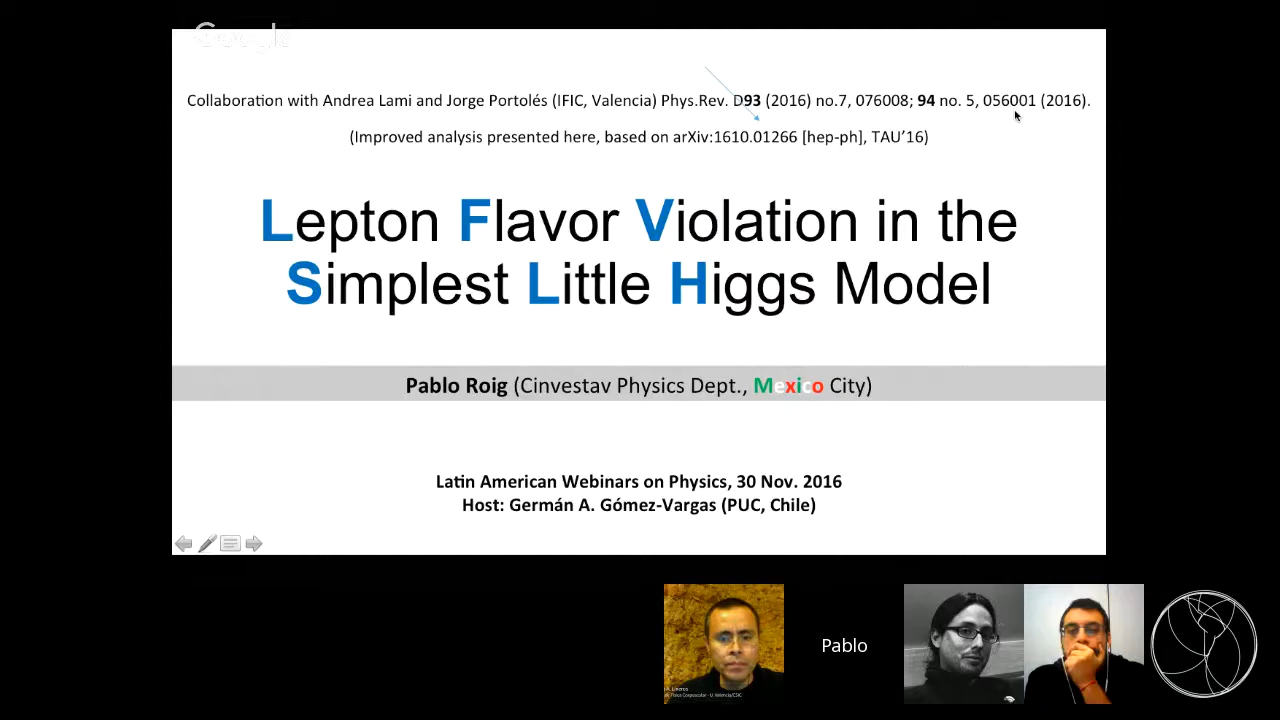 Google
Collaboration with Andrea Lami and Jorge Portolés (IFIC, Valencia) Phys.Rev. D93 (2016) no.7, 076008; 94 no. 5, 056001 (2016).
(Improved analysis presented here, based on arXiv:1610.01266 [hep-ph], TAU’16)
Lepton Flavor Violation in the
Simplest Little Higgs Model
Pablo Roig (Cinvestav Physics Dept., Mexico City)
Latin American Webinars on Physics, 30 Nov. 2016
Host: Germán A. Gómez-Vargas (PUC, Chile)
Pablo